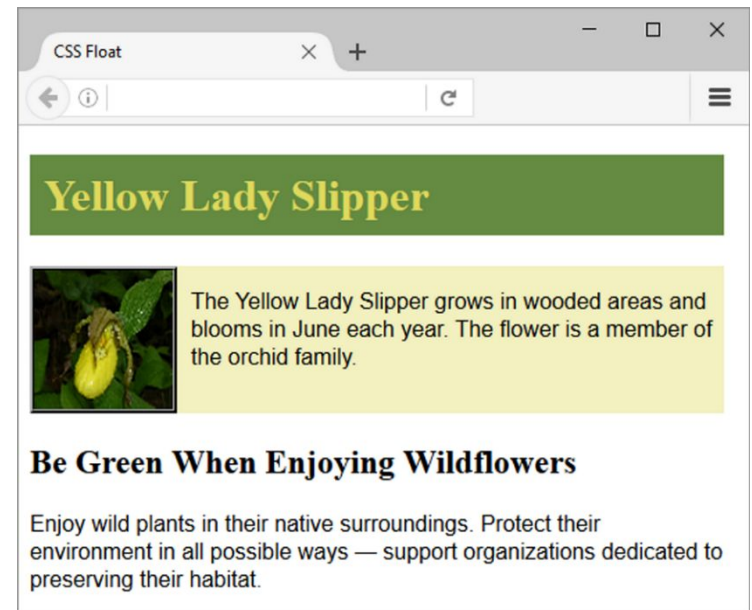 CSS Float
Yellow Lady Slipper
The Yellow Lady Slipper grows in wooded areas and
blooms in June each year. The flower is a member of
the orchid family.
Be Green When Enjoying Wildflowers
Enjoy wild plants in their native surroundings. Protect their
environment in all possible ways — support organizations dedicated to
preserving their habitat.